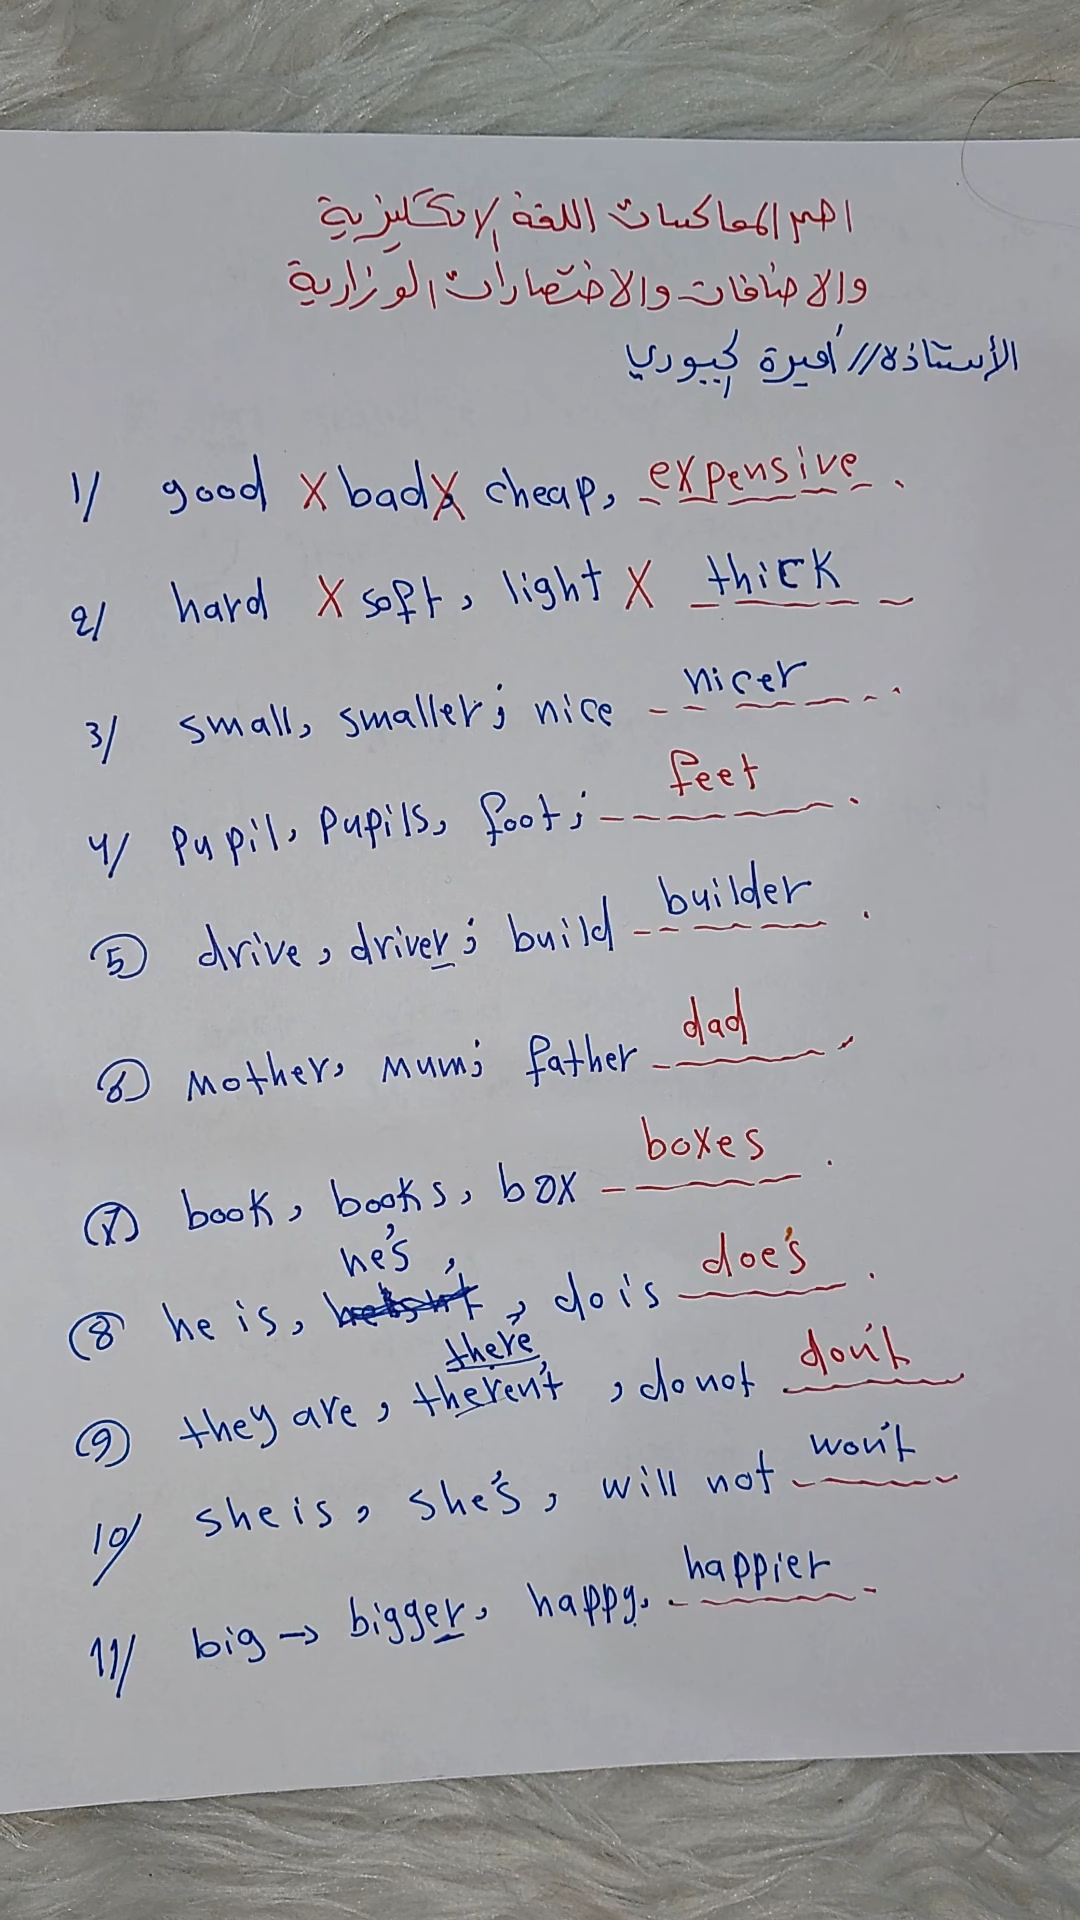 اهم المعاكسات اللغة الانكليزية
والاضافات والاختصارات الوزارية
الأستاذة // أميرة الجبوري
1/ good X bad X cheap, expensive.
2/ hard X soft, light X thick
3/ small, smaller; nice nicer
4/ Pupil, pupils, foot; feet.
5 drive, driver; build builder.
6 Mother, Mum; father dad.
7 book, books, box boxes.
8 he is, he's, do is doe's.
9 they are, there, theren't, do not don't
10/ she is, she's, will not won't
11/ big → bigger, happy, happier